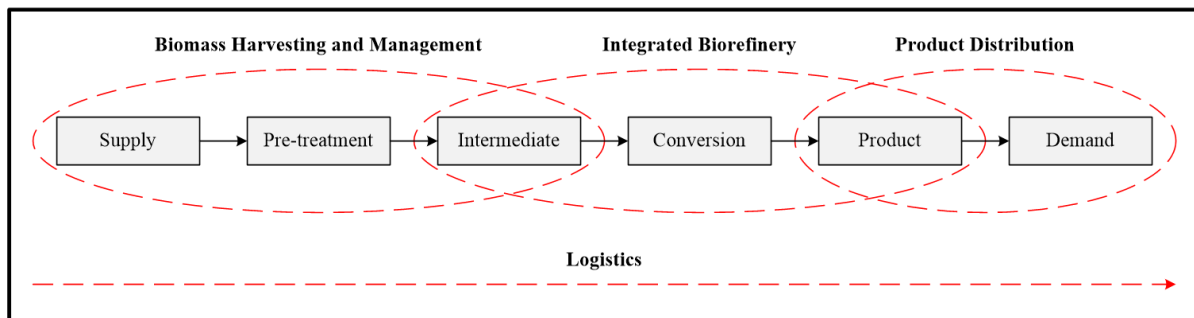 Biomass Harvesting and Management
Integrated Biorefinery
Product Distribution
Supply
Pre-treatment
Intermediate
Conversion
Product
Demand
Logistics